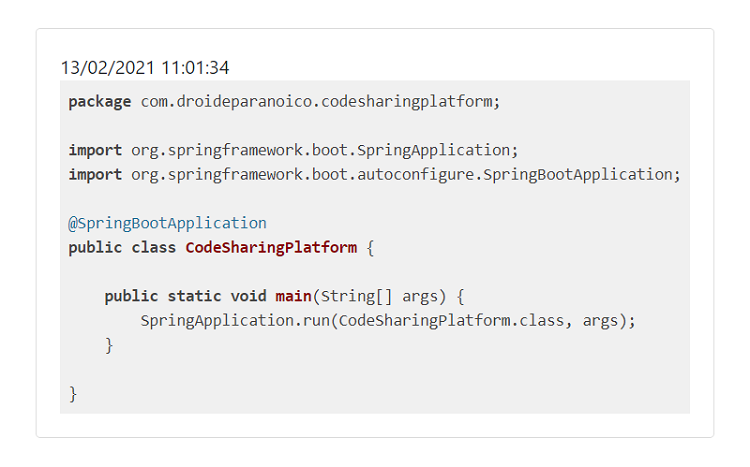 13/02/2021 11:01:34
package com.droideparanoico.codesharingplatform;

import org.springframework.boot.SpringApplication;
import org.springframework.boot.autoconfigure.SpringBootApplication;

@SpringBootApplication
public class CodeSharingPlatform {

    public static void main(String[] args) {
        SpringApplication.run(CodeSharingPlatform.class, args);
    }

}